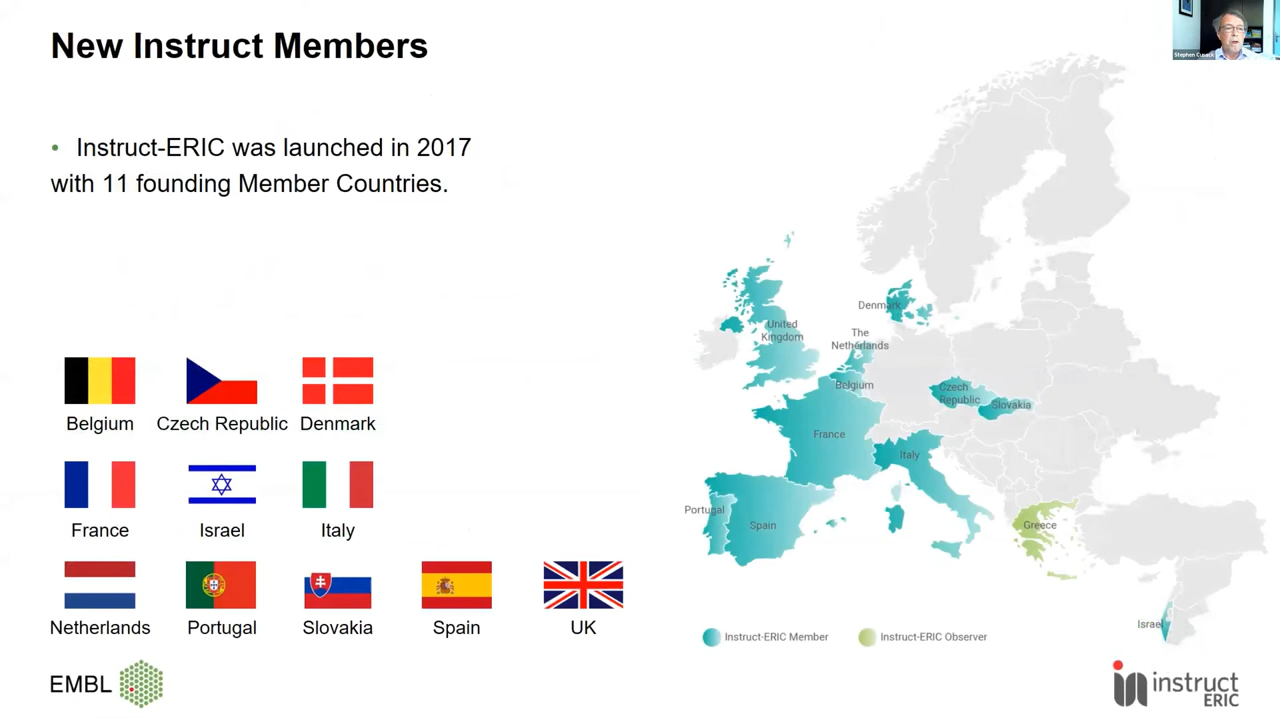 New Instruct Members
Stephen Cusack
• Instruct-ERIC was launched in 2017
with 11 founding Member Countries.
Belgium
Czech Republic
Denmark
France
Israel
Italy
Netherlands
Portugal
Slovakia
Spain
UK
Denmark
United
Kingdom
The
Netherlands
Belgium
Czech
Republic
Slovakia
France
Italy
Portugal
Spain
Greece
Israel
Instruct-ERIC Member
Instruct-ERIC Observer
EMBL
instruct
ERIC